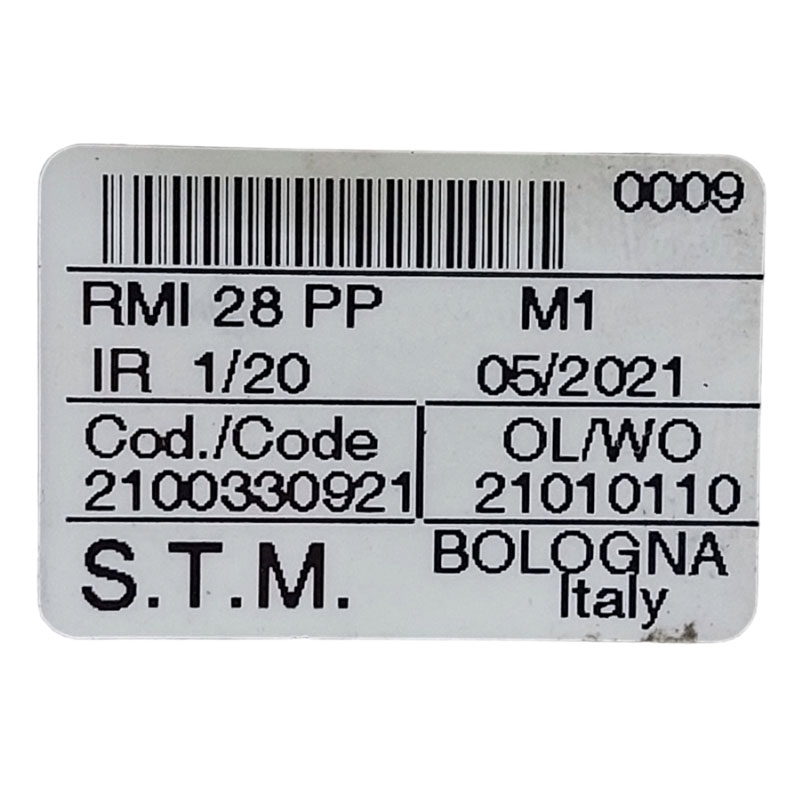 0009
RMI 28 PP M1
IR 1/20 05/2021
Cod./Code OL/WO
2100330921 21010110
S.T.M. BOLOGNA
Italy